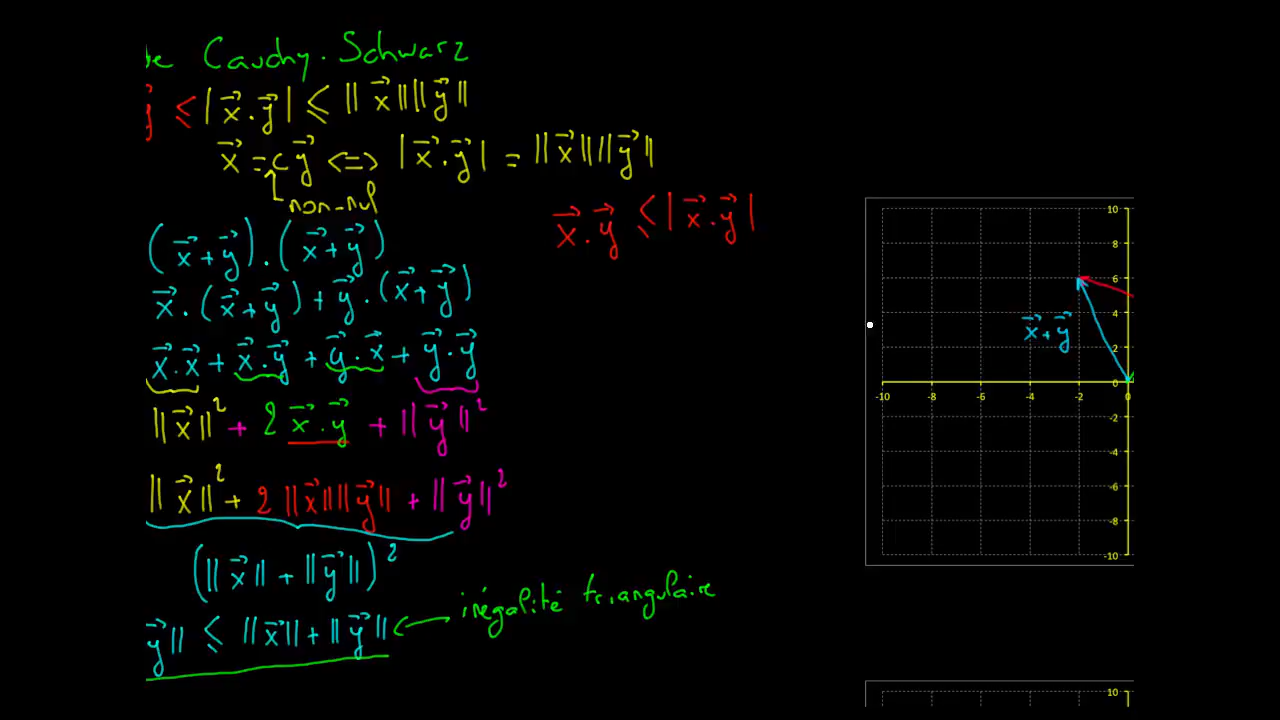 te Cauchy-Schwarz
y⃗ ≤ |x⃗.y⃗| ≤ ||x⃗|| ||y⃗||
x⃗ = c y⃗ <=> |x⃗.y⃗| = ||x⃗|| ||y⃗||
non-nul
x⃗.y⃗ ≤ |x⃗.y⃗|
(x⃗+y⃗).(x⃗+y⃗)
x⃗.(x⃗+y⃗) + y⃗.(x⃗+y⃗)
x⃗.x⃗ + x⃗.y⃗ + y⃗.x⃗ + y⃗.y⃗
||x⃗||² + 2 x⃗.y⃗ + ||y⃗||²
||x⃗||² + 2 ||x⃗|| ||y⃗|| + ||y⃗||²
(||x⃗|| + ||y⃗||)²
y⃗|| ≤ ||x⃗|| + ||y⃗||
inégalité triangulaire
10
8
6
4
x⃗+y⃗
2
-10 -8 -6 -4 -2 0
-2
-4
-6
-8
-10
10